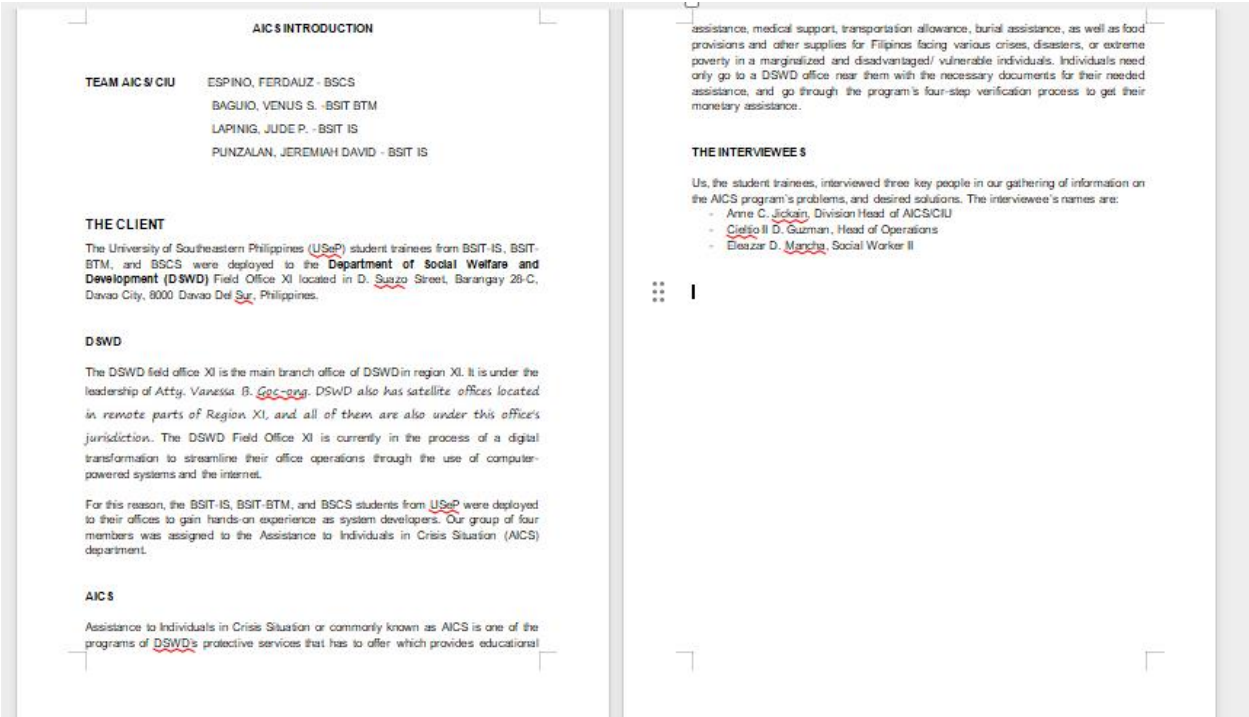 AICS INTRODUCTION
TEAM AICS/CIU ESPINO, FERDAUZ - BSCS
BAGUIO, VENUS S. -BSIT BTM
LAPINIG, JUDE P. - BSIT IS
PUNZALAN, JEREMIAH DAVID - BSIT IS
THE CLIENT
The University of Southeastern Philippines (USeP) student trainees from BSIT-IS, BSIT-
BTM, and BSCS were deployed to the Department of Social Welfare and
Development (DSWD) Field Office XI located in D. Suazo Street, Barangay 28-C,
Davao City, 8000 Davao Del Sur, Philippines.
DSWD
The DSWD field office XI is the main branch office of DSWD in region XI. It is under the
leadership of Atty. Vanessa B. Goc-ong. DSWD also has satellite offices located
in remote parts of Region XI, and all of them are also under this office's
jurisdiction. The DSWD Field Office XI is currently in the process of a digital
transformation to streamline their office operations through the use of computer-
powered systems and the internet.
For this reason, the BSIT-IS, BSIT-BTM, and BSCS students from USeP were deployed
to their offices to gain hands-on experience as system developers. Our group of four
members was assigned to the Assistance to Individuals in Crisis Situation (AICS)
department.
AICS
Assistance to Individuals in Crisis Situation or commonly known as AICS is one of the
programs of DSWD's protective services that has to offer which provides educational
assistance, medical support, transportation allowance, burial assistance, as well as food
provisions and other supplies for Filipinos facing various crises, disasters, or extreme
poverty in a marginalized and disadvantaged/ vulnerable individuals. Individuals need
only go to a DSWD office near them with the necessary documents for their needed
assistance, and go through the program's four-step verification process to get their
monetary assistance.
THE INTERVIEWEES
Us, the student trainees, interviewed three key people in our gathering of information on
the AICS program's problems, and desired solutions. The interviewee's names are:
- Anne C. Jickain, Division Head of AICS/CIU
- Cieltio II D. Guzman, Head of Operations
- Eleazar D. Mancha, Social Worker II